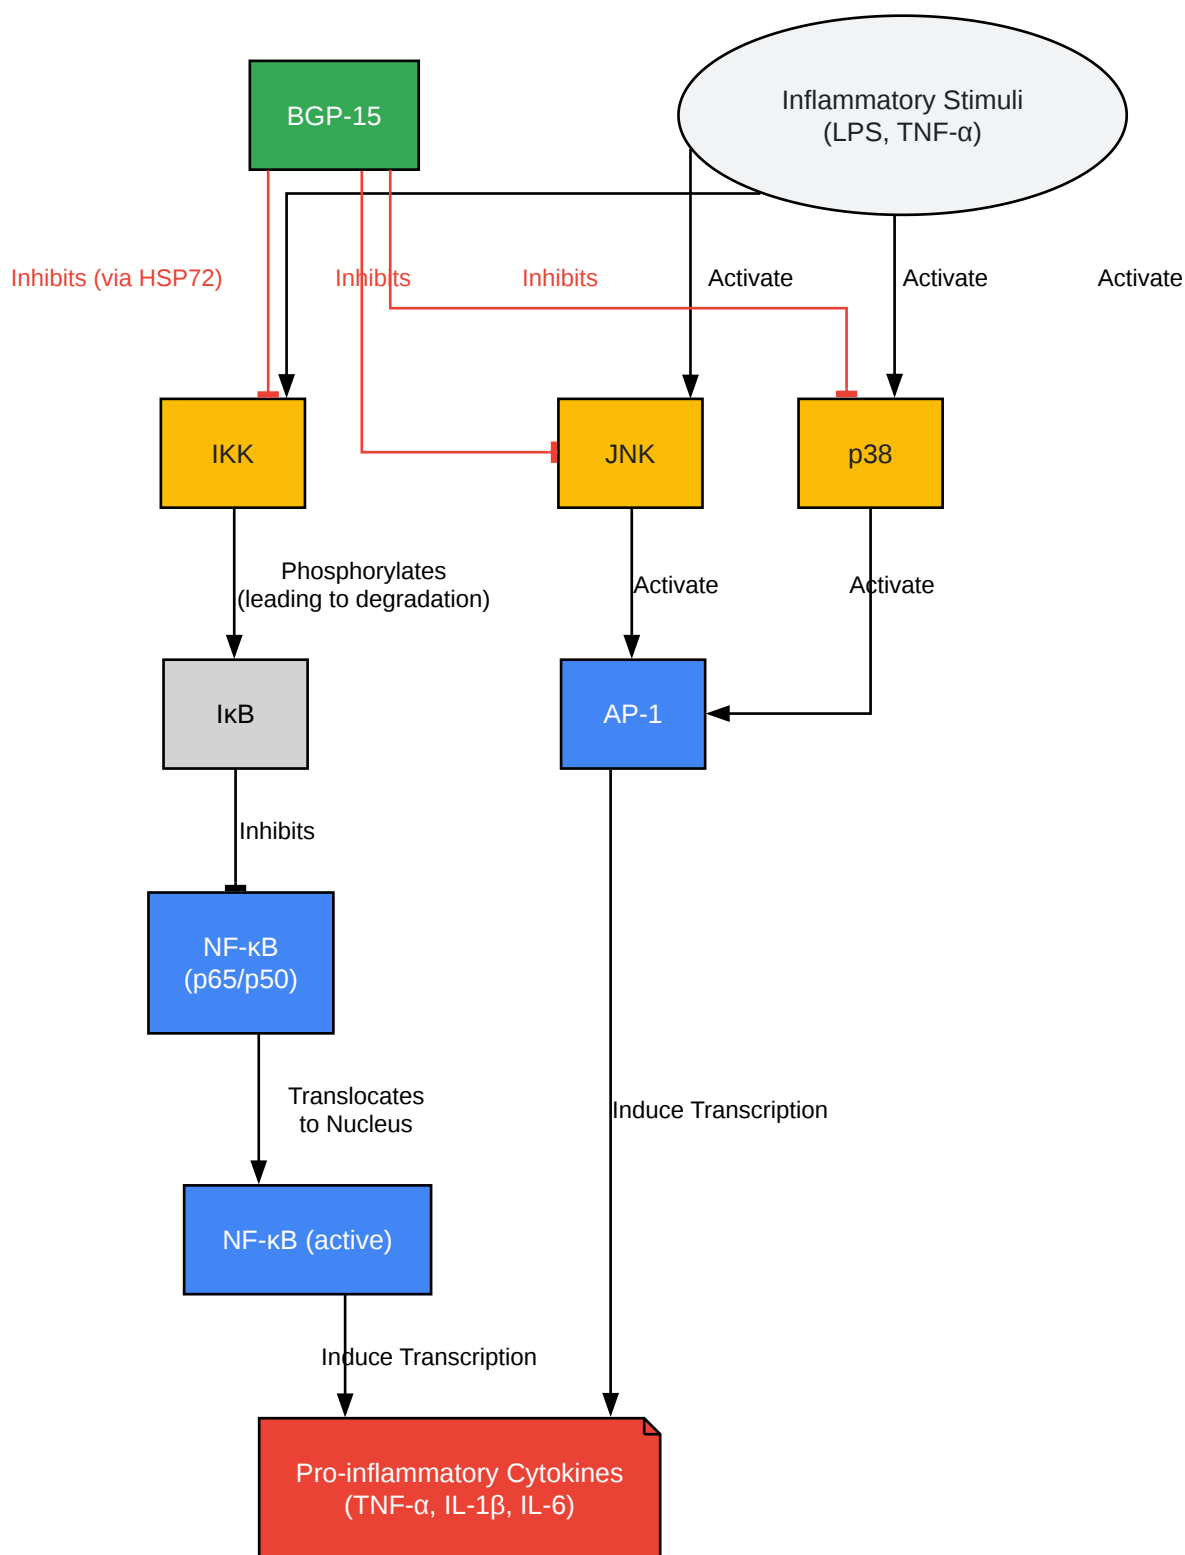 BGP-15
Inflammatory Stimuli
(LPS, TNF-α)
Inhibits (via HSP72)
Inhibits
Inhibits
Activate
Activate
Activate
IKK
JNK
p38
Phosphorylates
(leading to degradation)
Activate
Activate
IκB
AP-1
Inhibits
NF-κB
(p65/p50)
Translocates
to Nucleus
Induce Transcription
NF-κB (active)
Induce Transcription
Pro-inflammatory Cytokines
(TNF-α, IL-1β, IL-6)